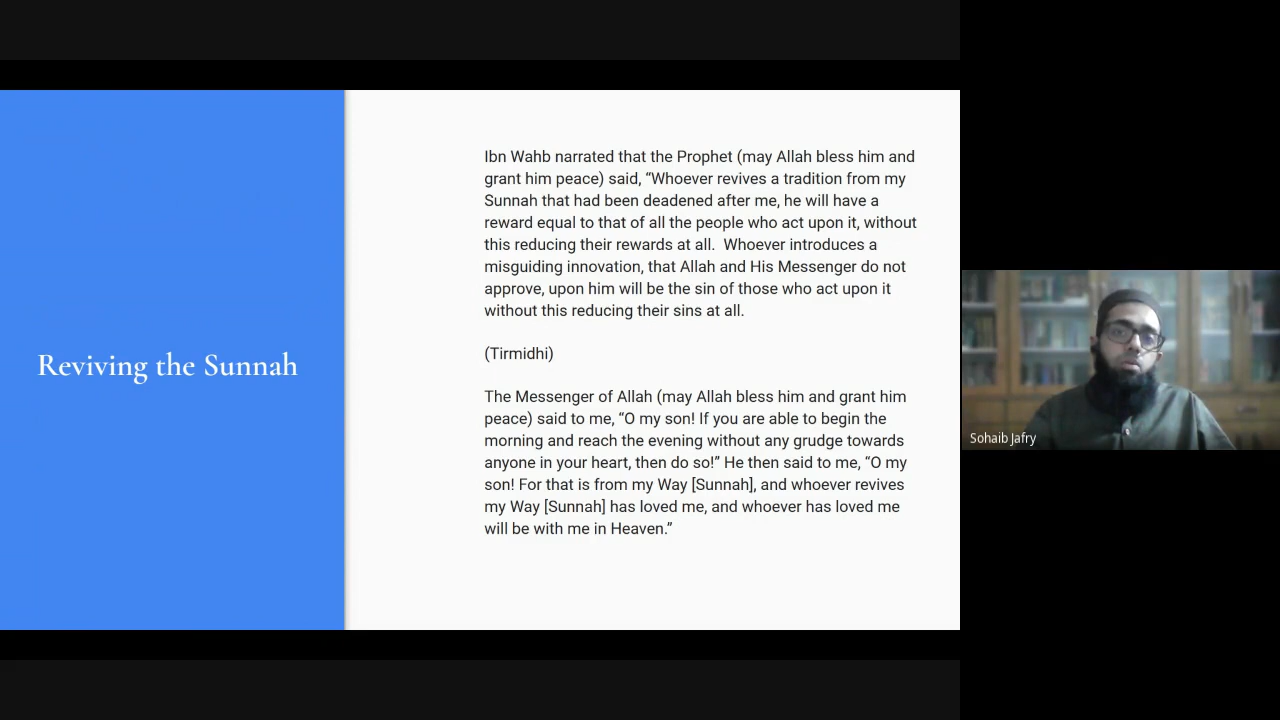 Reviving the Sunnah
Ibn Wahb narrated that the Prophet (may Allah bless him and
grant him peace) said, “Whoever revives a tradition from my
Sunnah that had been deadened after me, he will have a
reward equal to that of all the people who act upon it, without
this reducing their rewards at all.  Whoever introduces a
misguiding innovation, that Allah and His Messenger do not
approve, upon him will be the sin of those who act upon it
without this reducing their sins at all.
(Tirmidhi)
The Messenger of Allah (may Allah bless him and grant him
peace) said to me, “O my son! If you are able to begin the
morning and reach the evening without any grudge towards
anyone in your heart, then do so!” He then said to me, “O my
son! For that is from my Way [Sunnah], and whoever revives
my Way [Sunnah] has loved me, and whoever has loved me
will be with me in Heaven.”
Sohaib Jafry